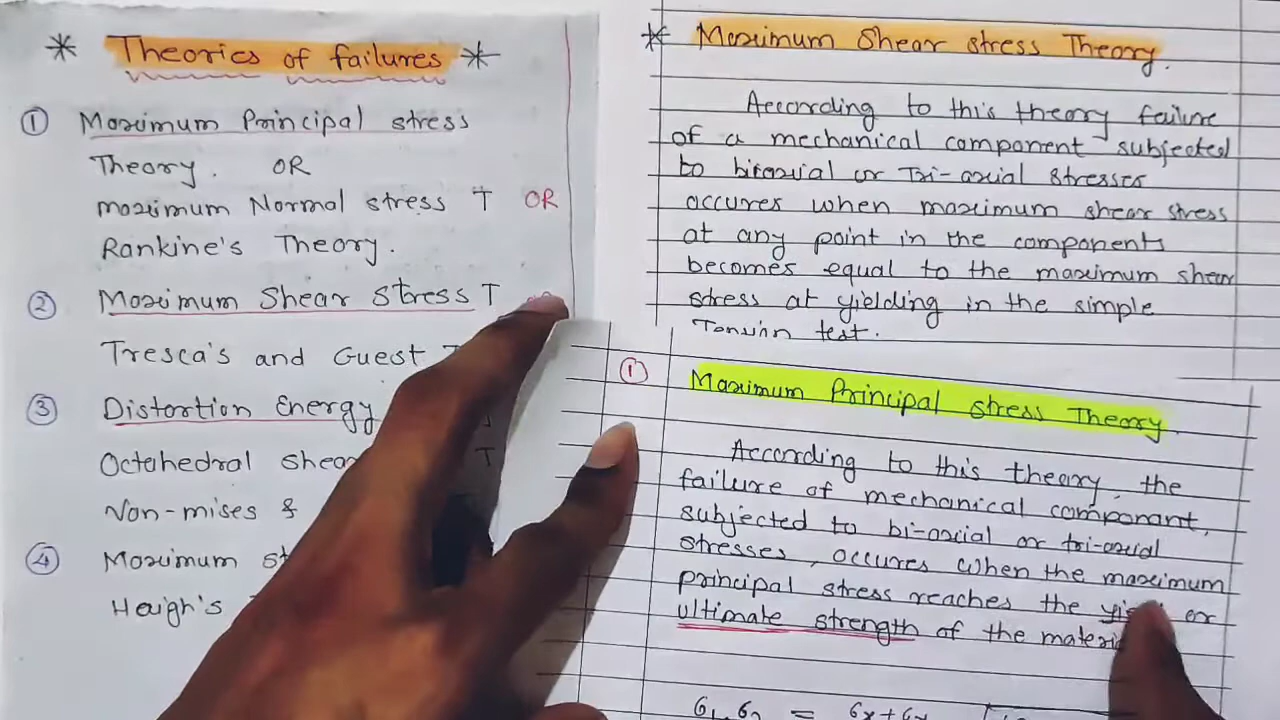 * Theories of failures *
① Maximum Principal stress
Theory. OR
maximum Normal stress T OR
Rankine's Theory.
② Maximum Shear Stress T
Tresca's and Guest
③ Distortion Energy
Octahedral shear T
Von-mises &
④ Maximum
Haigh's
* Maximum Shear stress Theory.
According to this theory failure
of a mechanical component subjected
to biaxial or Tri-axial stresses
occures when maximum shear stress
at any point in the components
becomes equal to the maximum shear
stress at yielding in the simple
Tension test.
① Maximum Principal stress Theory.
According to this theory, the
failure of mechanical componant,
subjected to bi-axial or tri-axial
stresses, occures when the maximum
principal stress reaches the or
ultimate strength of the